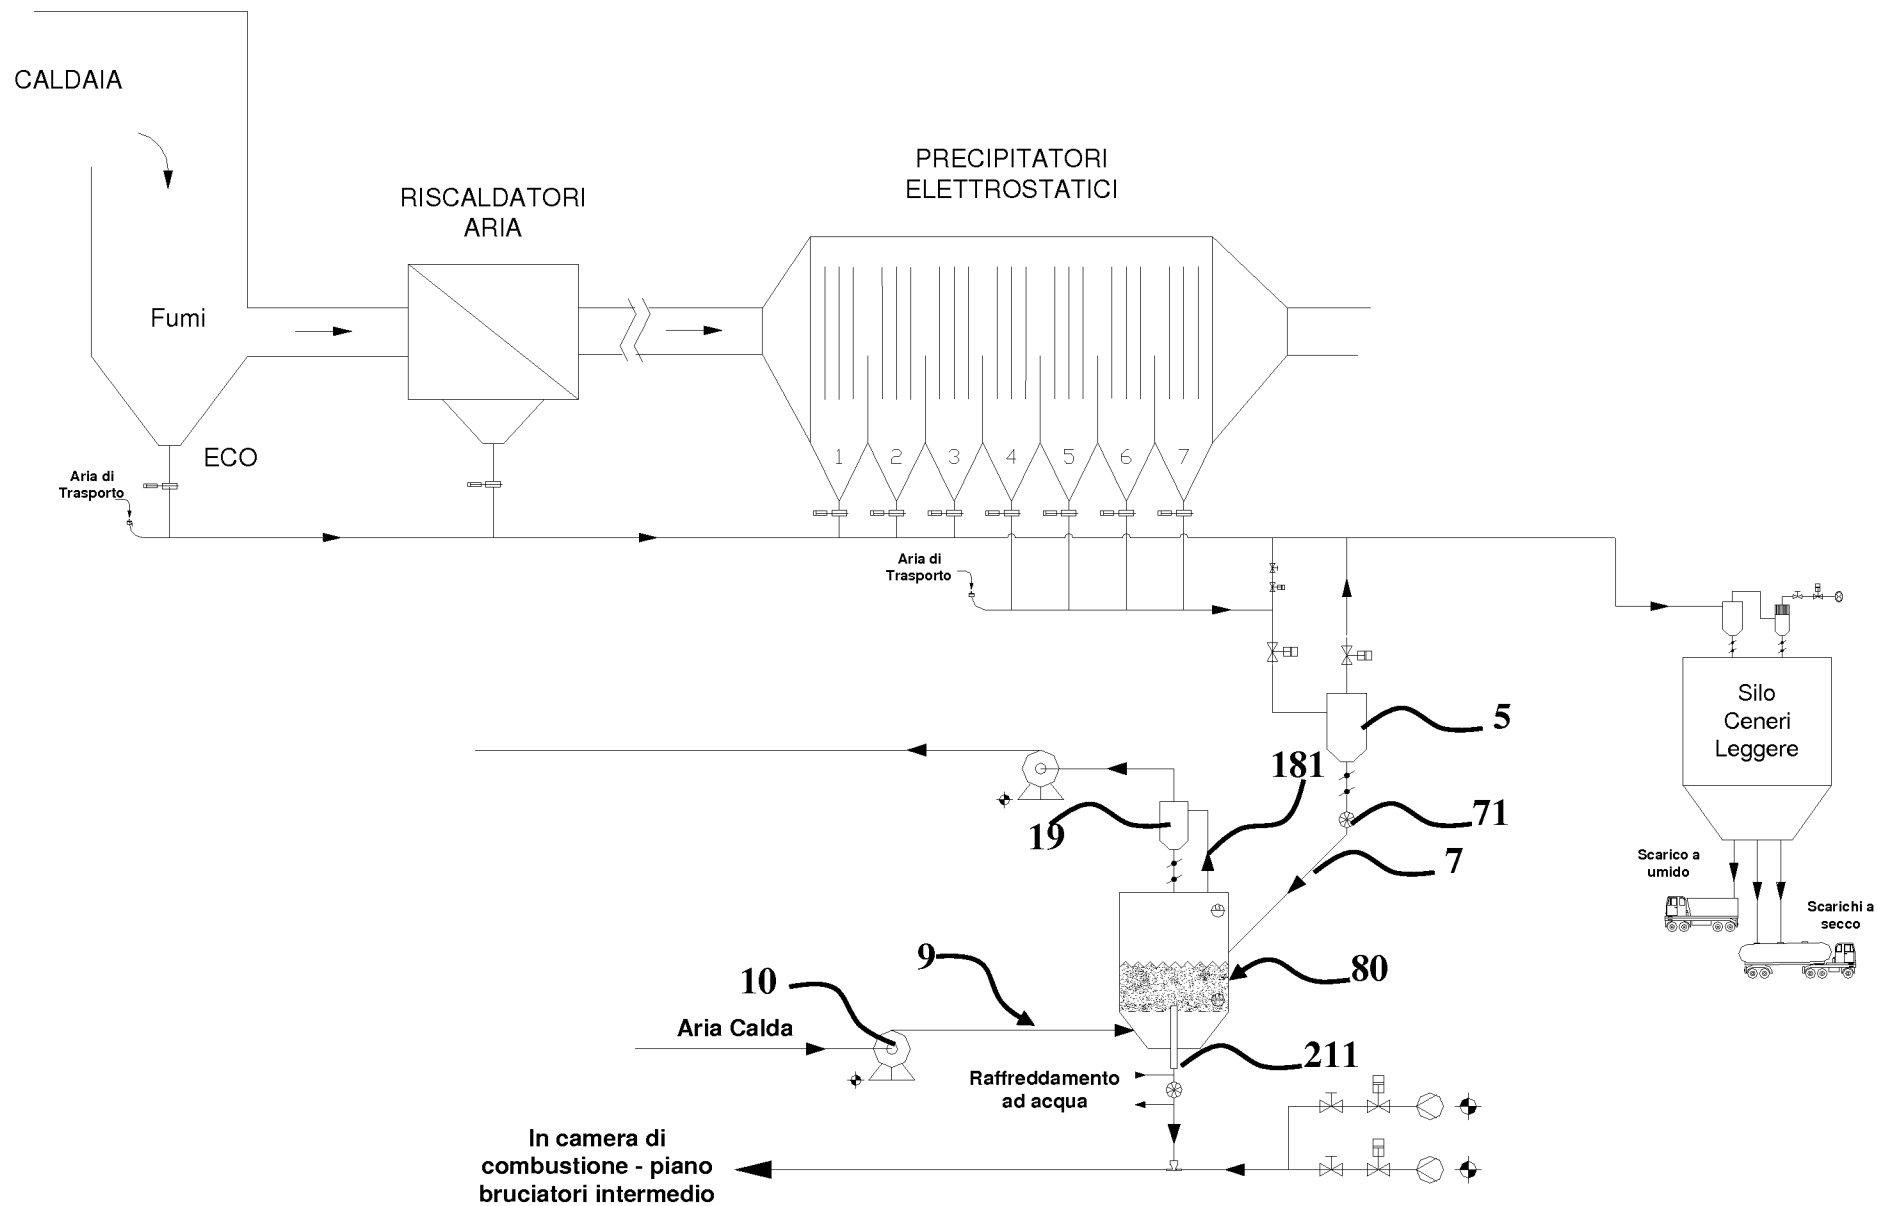 CALDAIA
PRECIPITATORI
ELETTROSTATICI
RISCALDATORI
ARIA
Fumi
ECO
1 2 3 4 5 6 7
Aria di
Trasporto
Aria di
Trasporto
Silo
Ceneri
Leggere
5
181
19
71
7
Scarico a
umido
Scarichi a
secco
9
80
10
Aria Calda
211
Raffreddamento
ad acqua
In camera di
combustione - piano
bruciatori intermedio